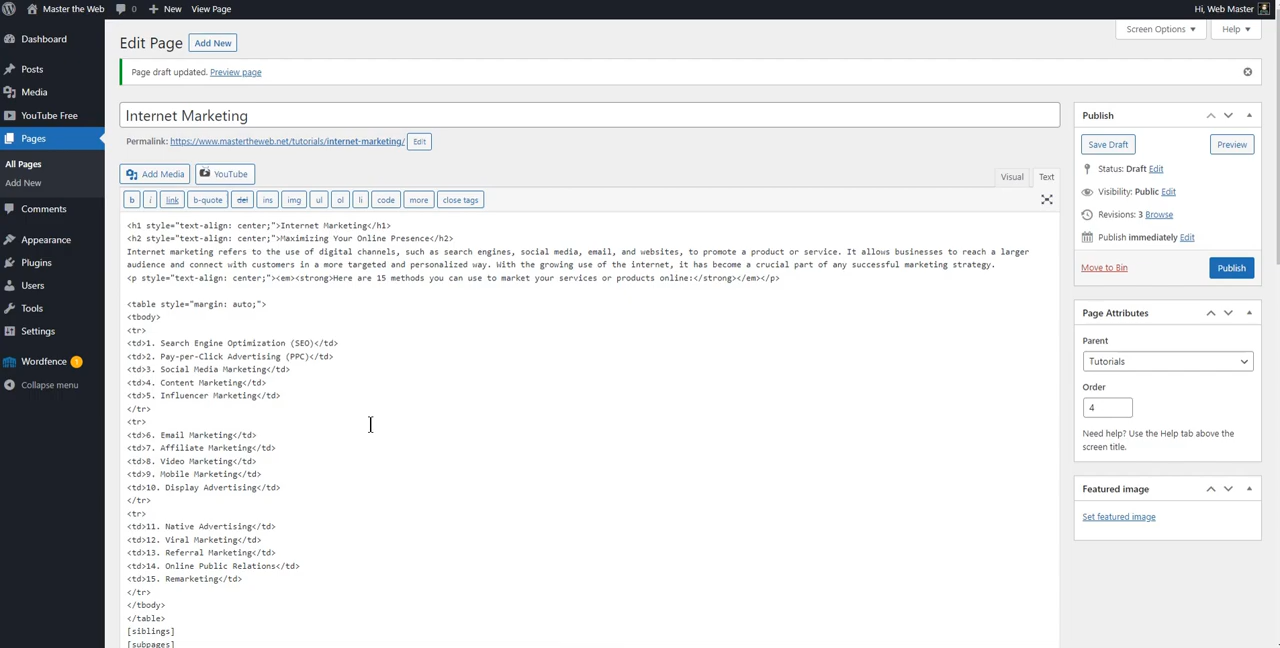 Master the Web 0 New View Page Hi, Web Master
Dashboard
Posts
Media
YouTube Free
Pages
All Pages
Add New
Comments
Appearance
Plugins
Users
Tools
Settings
Wordfence 1
Collapse menu
Screen Options Help
Edit Page Add New
Page draft updated. Preview page
Internet Marketing
Permalink: https://www.mastertheweb.net/tutorials/internet-marketing/ Edit
Add Media YouTube
Visual Text
b i link b-quote del ins img ul ol li code more close tags
<h1 style="text-align: center;">Internet Marketing</h1>
<h2 style="text-align: center;">Maximizing Your Online Presence</h2>
Internet marketing refers to the use of digital channels, such as search engines, social media, email, and websites, to promote a product or service. It allows businesses to reach a larger
audience and connect with customers in a more targeted and personalized way. With the growing use of the internet, it has become a crucial part of any successful marketing strategy.
<p style="text-align: center;"><em><strong>Here are 15 methods you can use to market your services or products online:</strong></em></p>
<table style="margin: auto;">
<tbody>
<tr>
<td>1. Search Engine Optimization (SEO)</td>
<td>2. Pay-per-Click Advertising (PPC)</td>
<td>3. Social Media Marketing</td>
<td>4. Content Marketing</td>
<td>5. Influencer Marketing</td>
</tr>
<tr>
<td>6. Email Marketing</td>
<td>7. Affiliate Marketing</td>
<td>8. Video Marketing</td>
<td>9. Mobile Marketing</td>
<td>10. Display Advertising</td>
</tr>
<tr>
<td>11. Native Advertising</td>
<td>12. Viral Marketing</td>
<td>13. Referral Marketing</td>
<td>14. Online Public Relations</td>
<td>15. Remarketing</td>
</tr>
</tbody>
</table>
[siblings]
[subpages]
Publish
Save Draft Preview
Status: Draft Edit
Visibility: Public Edit
Revisions: 3 Browse
Publish immediately Edit
Move to Bin Publish
Page Attributes
Parent
Tutorials
Order
4
Need help? Use the Help tab above the
screen title.
Featured image
Set featured image